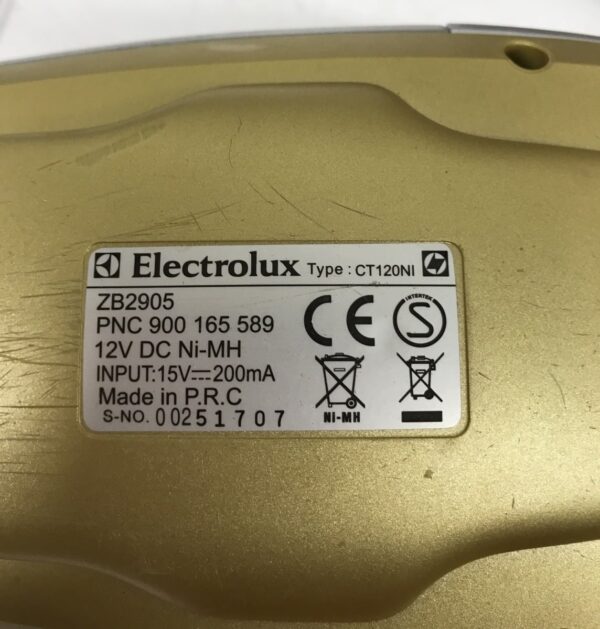 Electrolux Type : CT120NI
ZB2905
PNC 900 165 589
12V DC Ni-MH
INPUT:15V⎓200mA
Made in P.R.C
S-NO. 00251707
CE
INTERTEK
S
Ni-MH